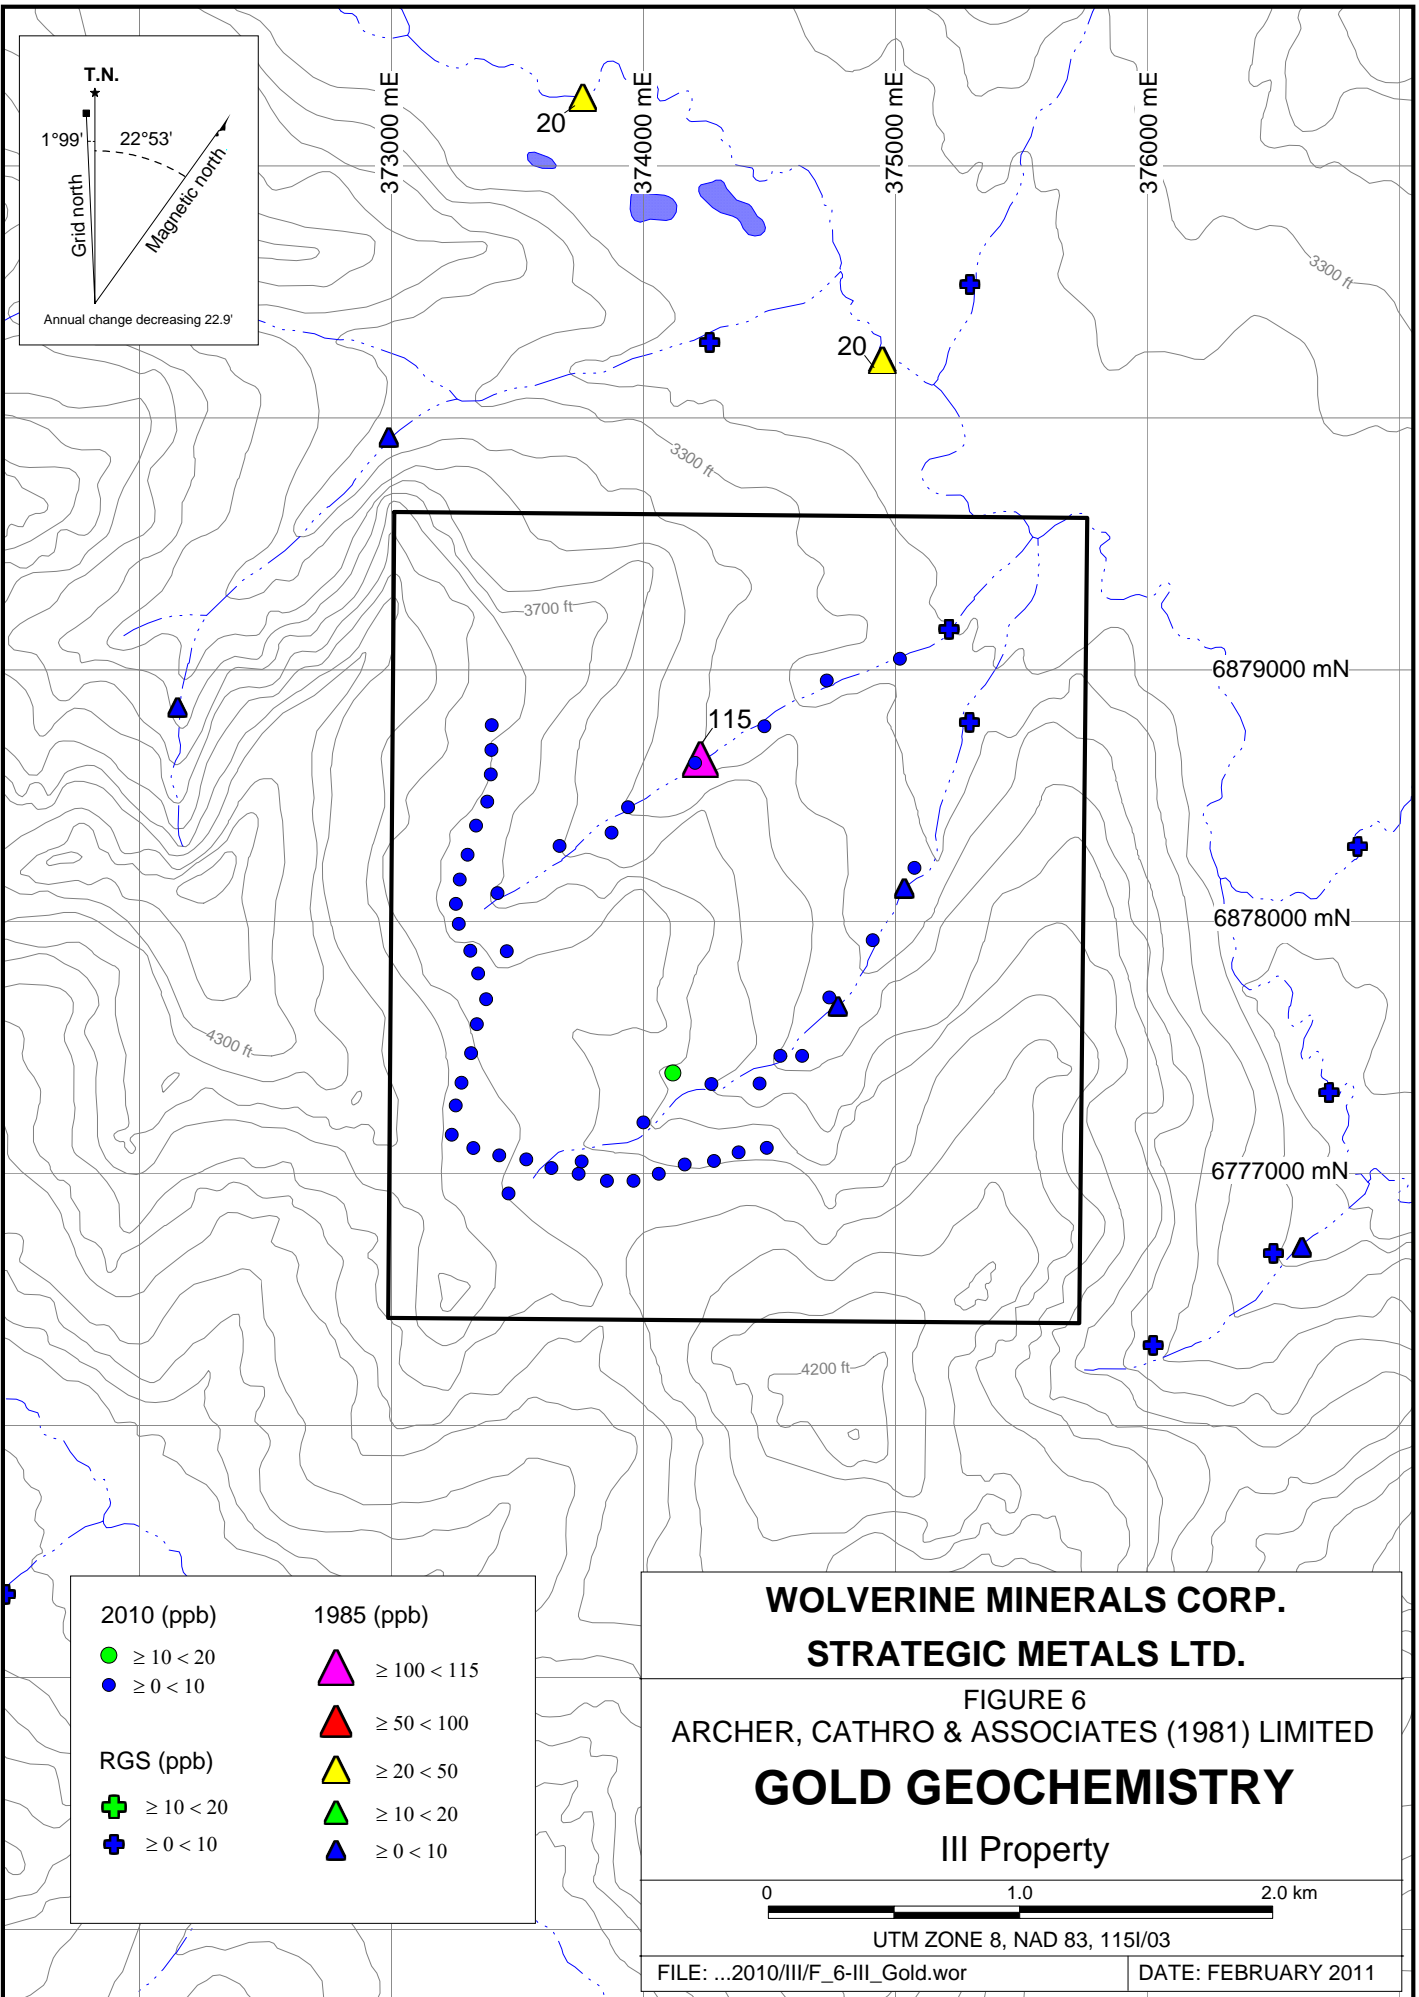 T.N.
1°99'
22°53'
Grid north
Magnetic north
Annual change decreasing 22.9'
373000 mE
374000 mE
375000 mE
376000 mE
20
20
3300 ft
3300 ft
3700 ft
115
6879000 mN
6878000 mN
4300 ft
6777000 mN
4200 ft
2010 (ppb)
≥ 10 < 20
≥ 0 < 10
RGS (ppb)
≥ 10 < 20
≥ 0 < 10
1985 (ppb)
≥ 100 < 115
≥ 50 < 100
≥ 20 < 50
≥ 10 < 20
≥ 0 < 10
WOLVERINE MINERALS CORP.
STRATEGIC METALS LTD.
FIGURE 6
ARCHER, CATHRO & ASSOCIATES (1981) LIMITED
GOLD GEOCHEMISTRY
III Property
0 1.0 2.0 km
UTM ZONE 8, NAD 83, 115I/03
FILE: ...2010/III/F_6-III_Gold.wor
DATE: FEBRUARY 2011